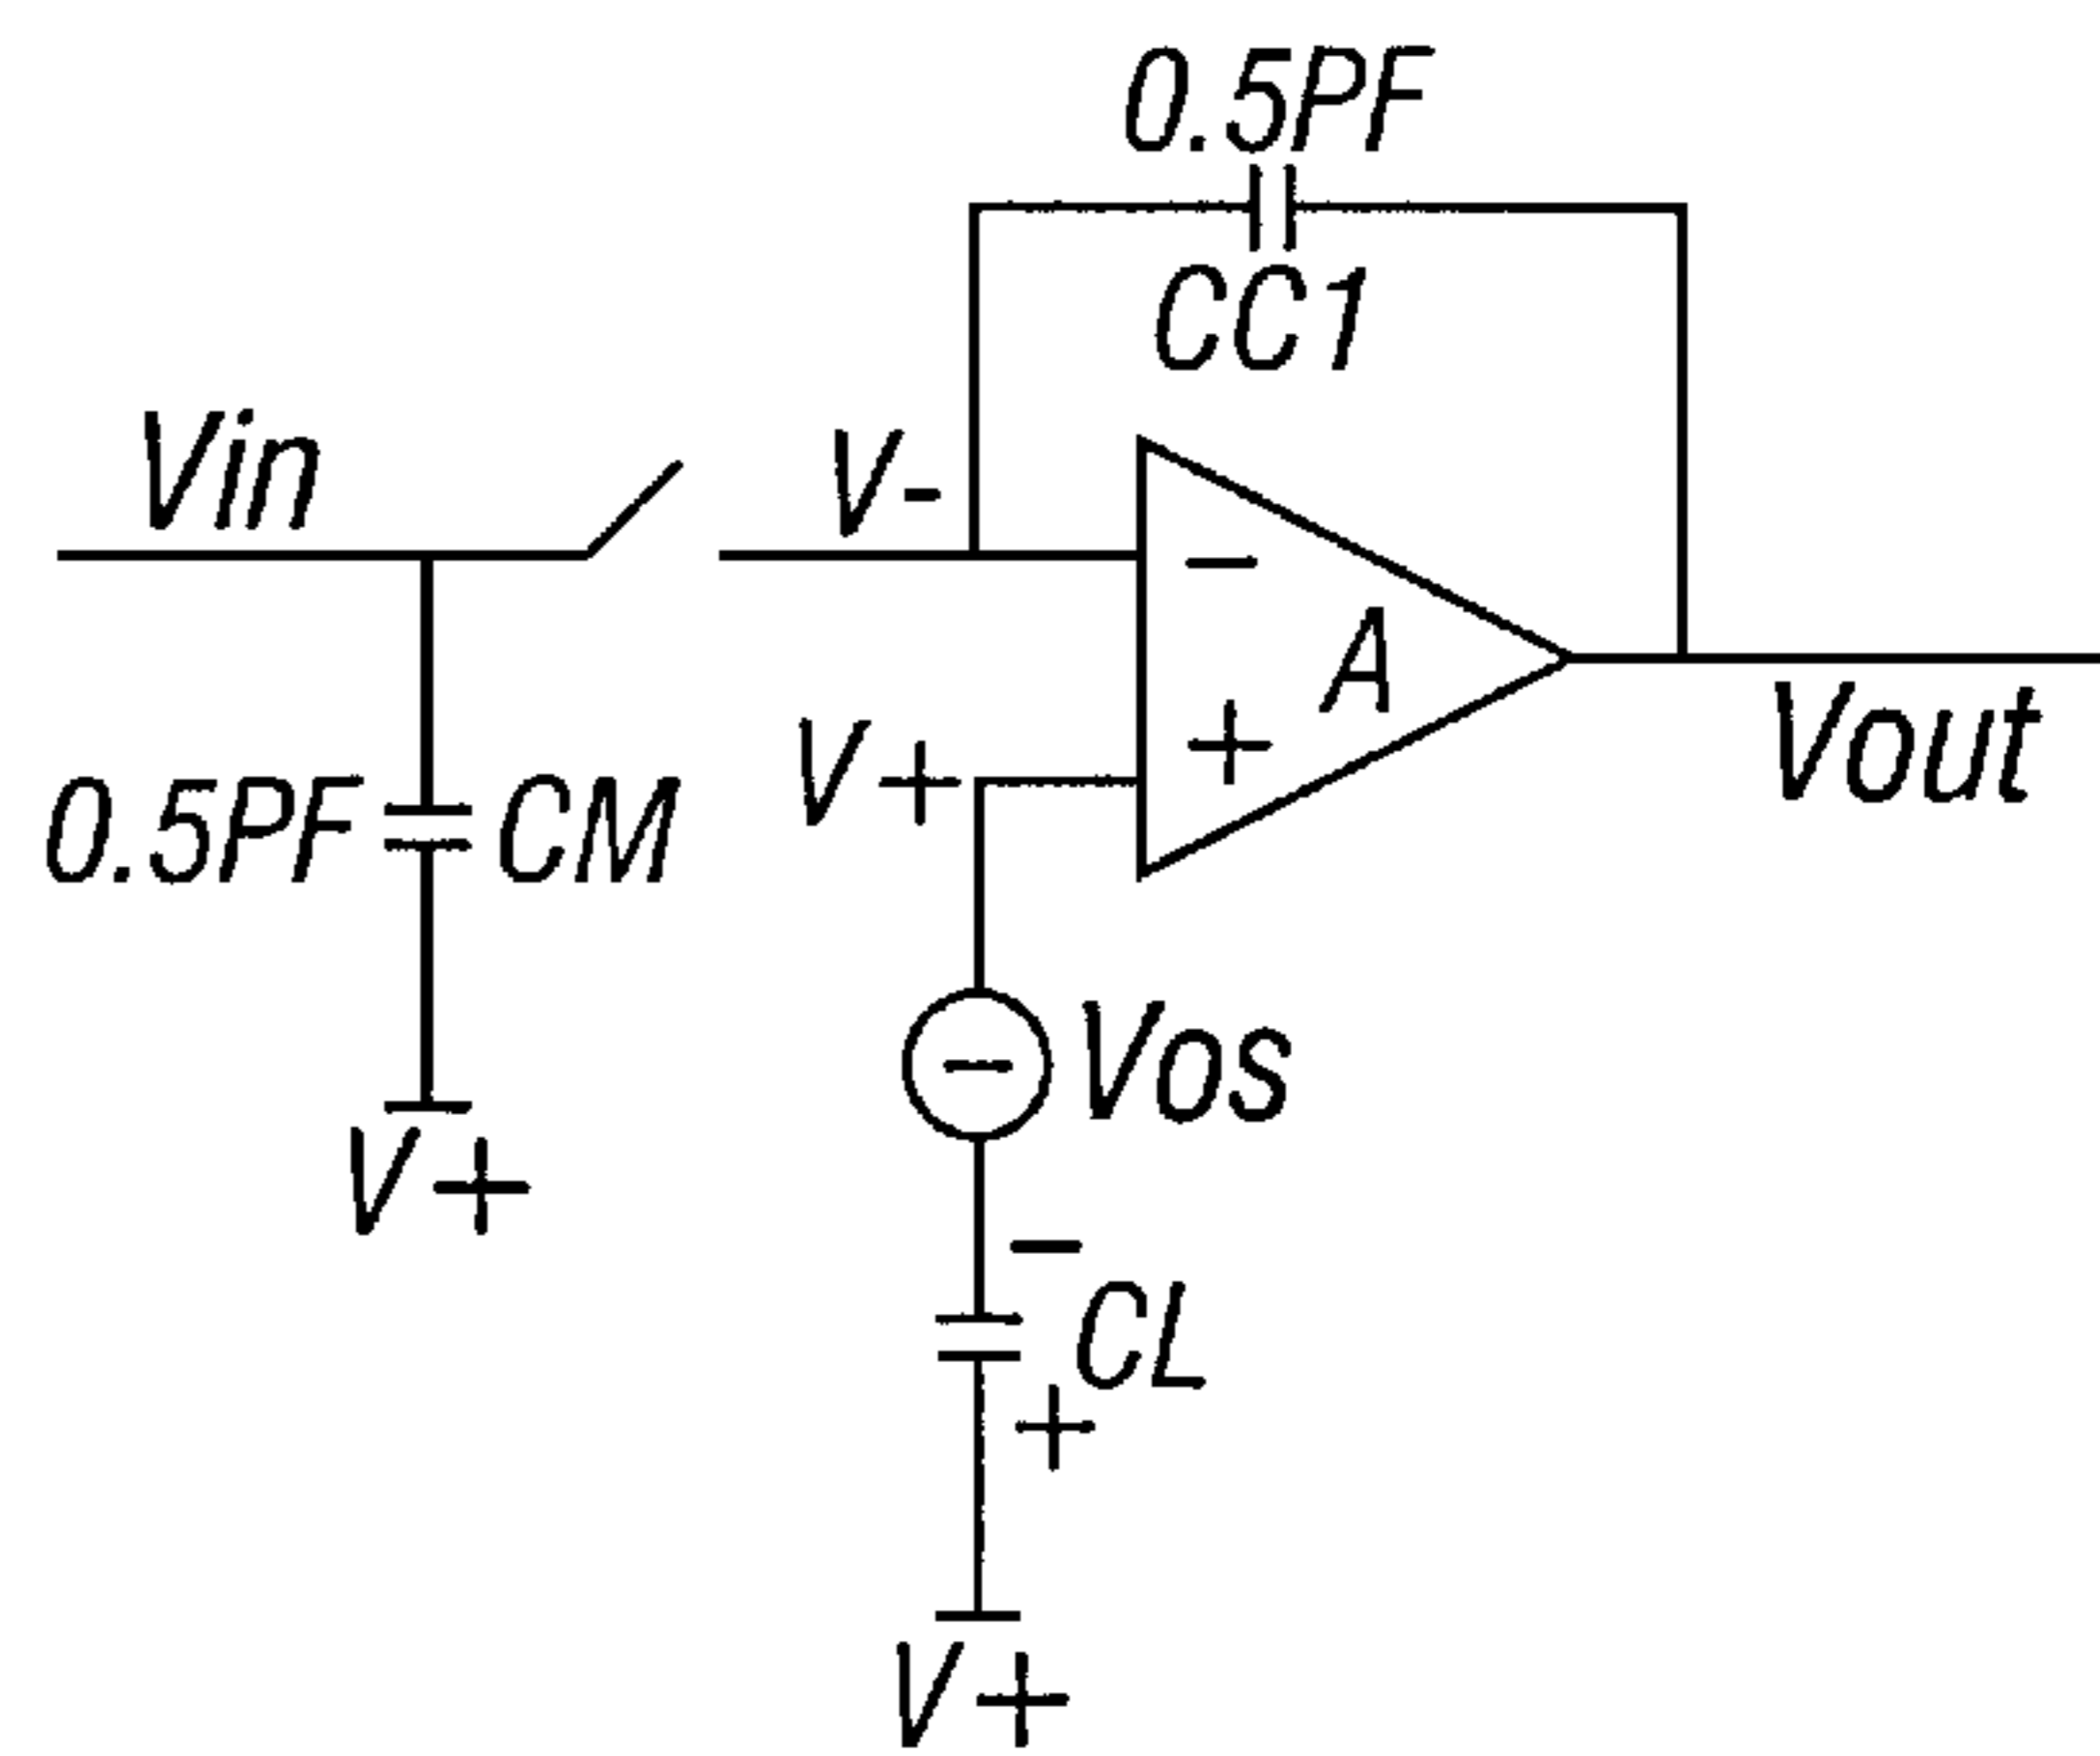 0.5PF
CC1
Vin
V-
-
A
V+
+
Vout
0.5PF CM
- Vos
V+
-
CL
+
V+